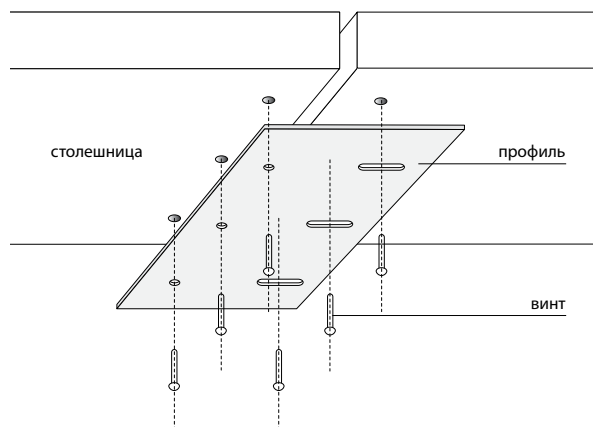 столешница
профиль
винт